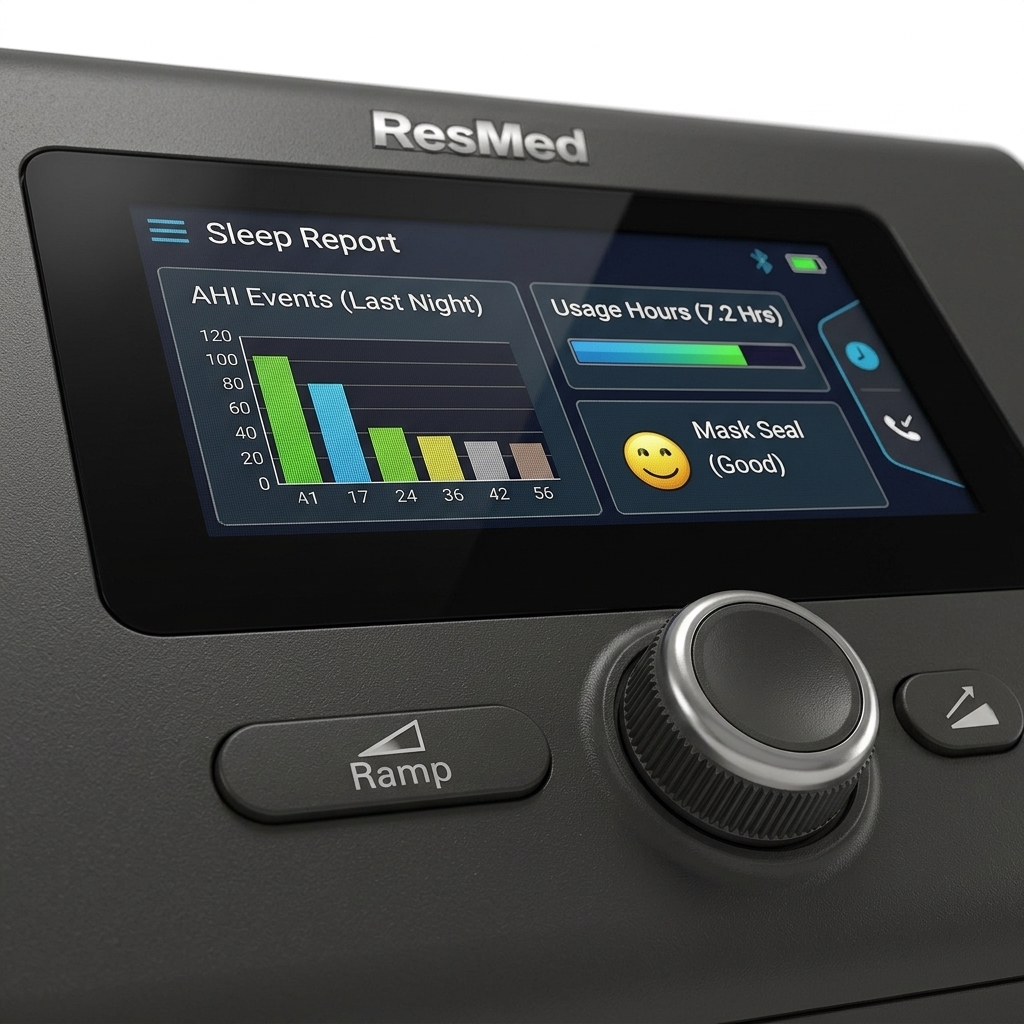 ResMed
Sleep Report
AHI Events (Last Night)
120
100
80
60
40
20
0
A1 17 24 36 42 56
Usage Hours (7.2 Hrs)
Mask Seal
(Good)
Ramp